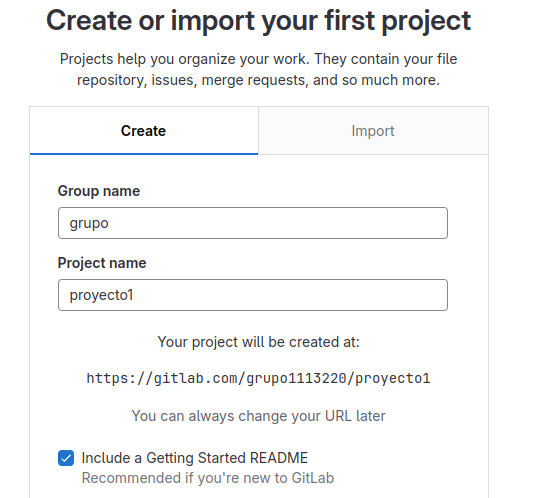 Create or import your first project
Projects help you organize your work. They contain your file
repository, issues, merge requests, and so much more.
Create
Import
Group name
grupo
Project name
proyecto1
Your project will be created at:
https://gitlab.com/grupo1113220/proyecto1
You can always change your URL later
Include a Getting Started README
Recommended if you're new to GitLab